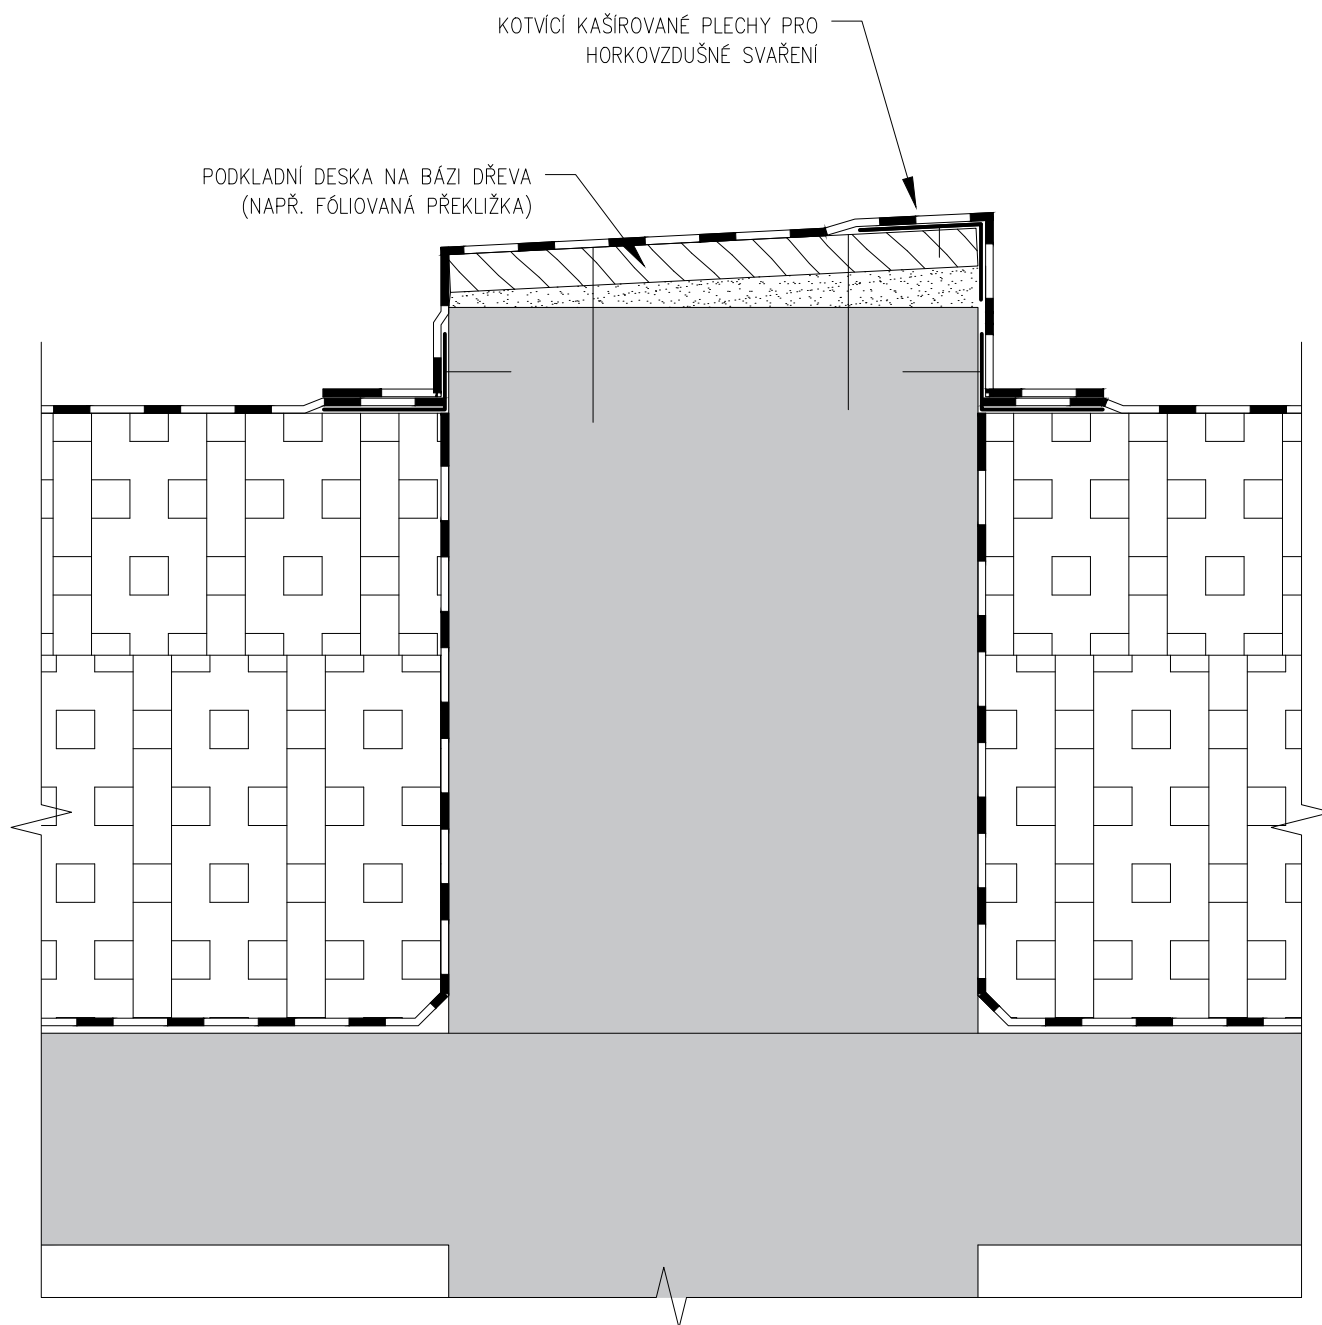 KOTVÍCÍ KAŠÍROVANÉ PLECHY PRO
HORKOVZDUŠNÉ SVAŘENÍ
PODKLADNÍ DESKA NA BÁZI DŘEVA
(NAPŘ. FÓLIOVANÁ PŘEKLIŽKA)